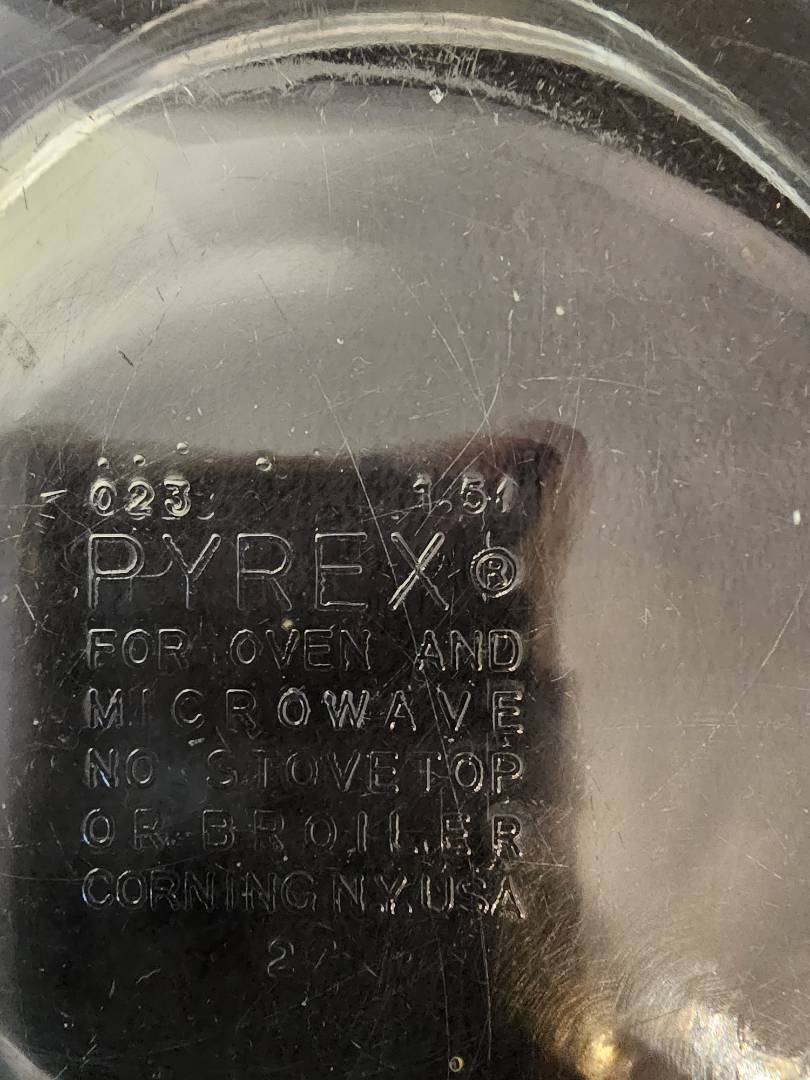 023 1.5l
PYREX®
FOR OVEN AND
MICROWAVE
NO STOVETOP
OR BROILER
CORNING N.Y. USA
2